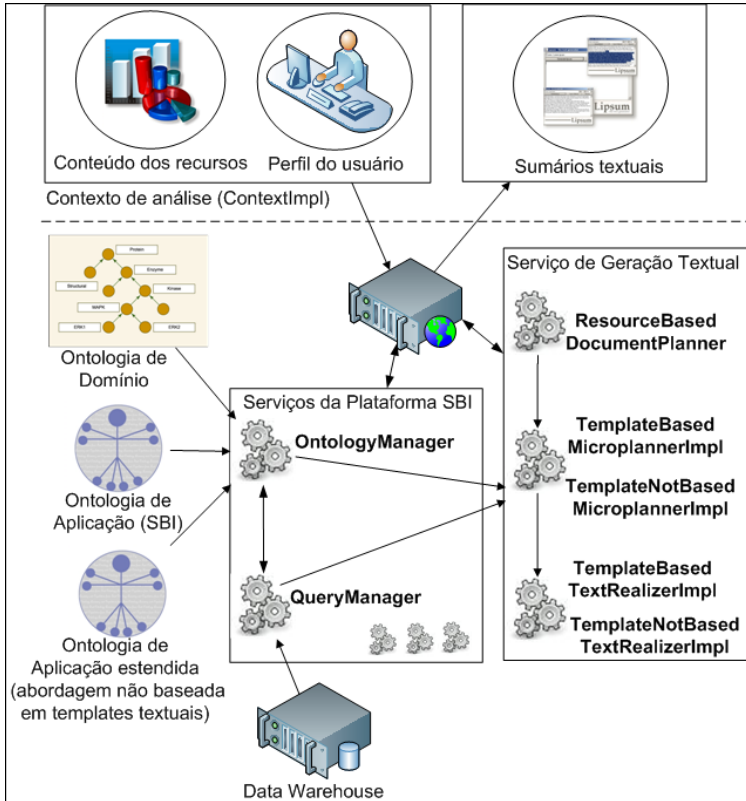 Lipsum
Lipsum
Conteúdo dos recursos
Perfil do usuário
Sumários textuais
Contexto de análise (ContextImpl)
Protein
Enzyme
Structural
Kinase
MAPK
ERK1
ERK2
Ontologia de
Domínio
Serviço de Geração Textual
ResourceBased
DocumentPlanner
Serviços da Plataforma SBI
OntologyManager
TemplateBased
MicroplannerImpl
TemplateNotBased
MicroplannerImpl
Ontologia de
Aplicação (SBI)
QueryManager
TemplateBased
TextRealizerImpl
TemplateNotBased
TextRealizerImpl
Ontologia de
Aplicação estendida
(abordagem não baseada
em templates textuais)
Data Warehouse